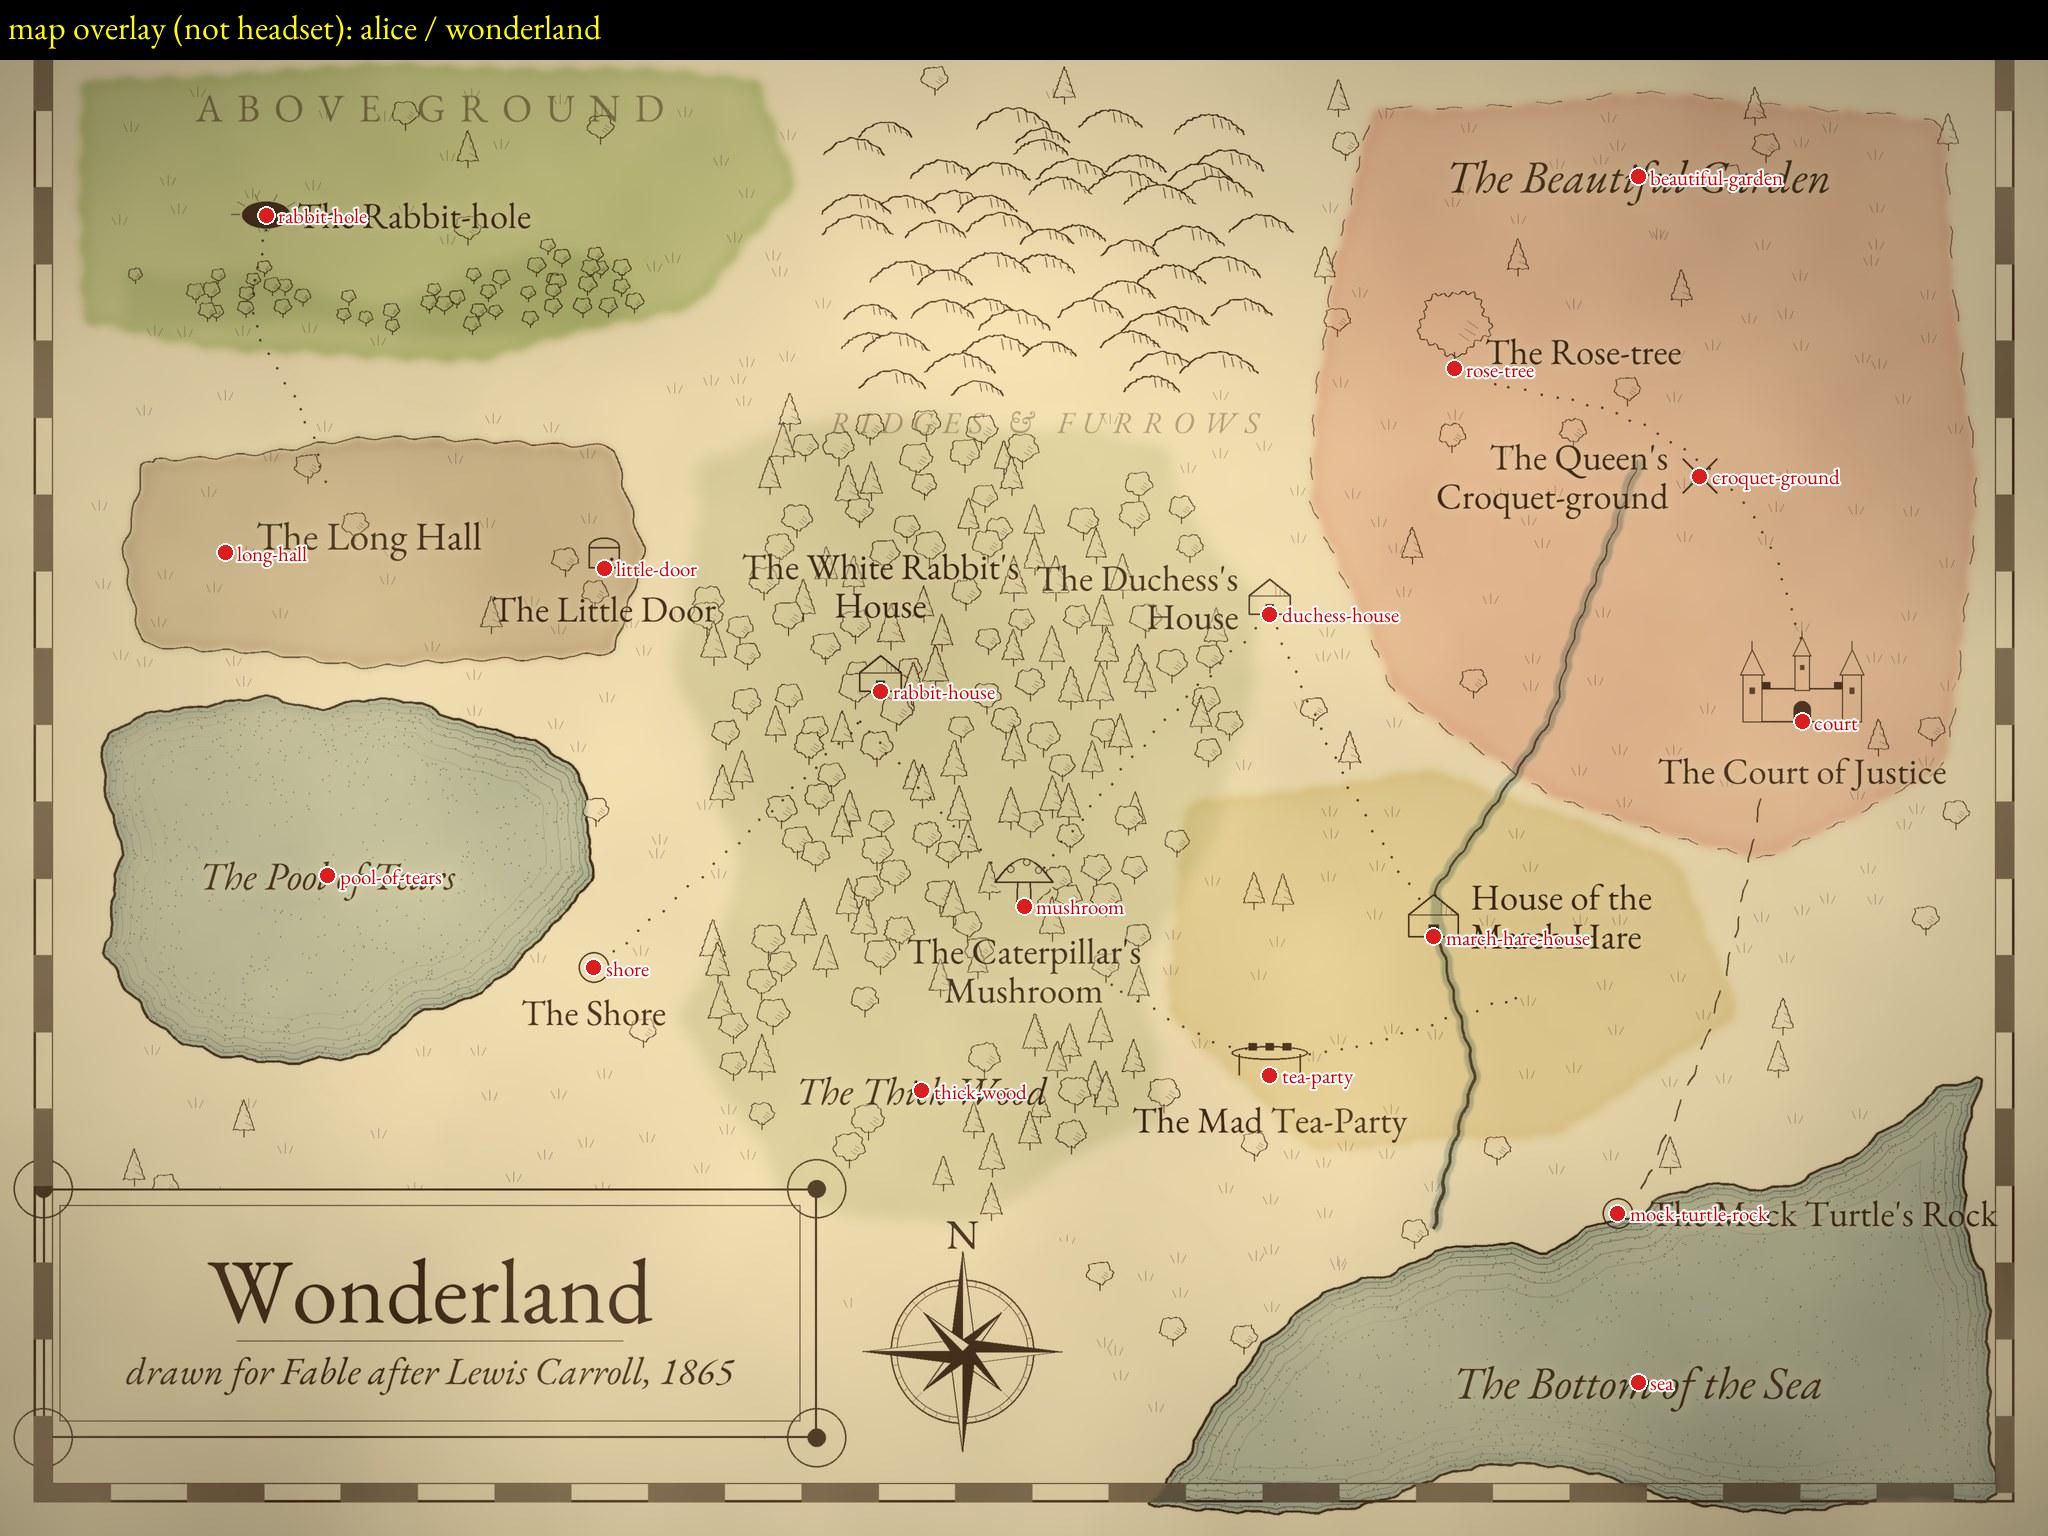 map overlay (not headset): alice / wonderland
ABOVE GROUND
The Rabbit-hole
rabbit-hole
The Beautiful Garden
beautiful-garden
The Rose-tree
rose-tree
RIDGES & FURROWS
The Queen's
Croquet-ground
croquet-ground
The Long Hall
long-hall
little-door
The Little Door
The White Rabbit's
House
rabbit-house
The Duchess's
House
duchess-house
court
The Court of Justice
The Pool of Tears
pool-of-tears
mushroom
The Caterpillar's
Mushroom
House of the
March Hare
march-hare-house
shore
The Shore
The Thick Wood
thick-wood
tea-party
The Mad Tea-Party
The Mock Turtle's Rock
mock-turtle-rock
N
Wonderland
drawn for Fable after Lewis Carroll, 1865
The Bottom of the Sea
sea